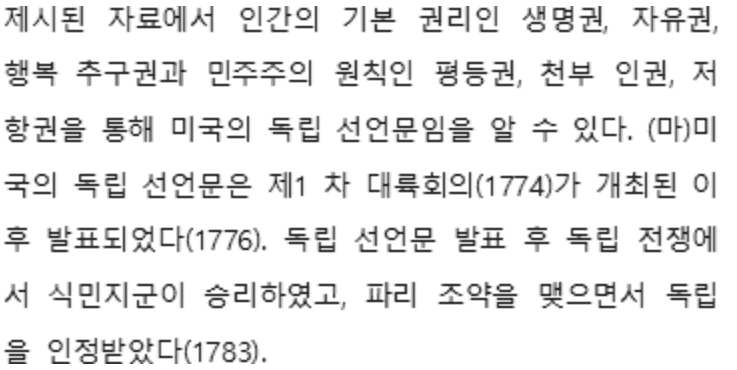 제시된 자료에서 인간의 기본 권리인 생명권, 자유권,
행복 추구권과 민주주의 원칙인 평등권, 천부 인권, 저
항권을 통해 미국의 독립 선언문임을 알 수 있다. (마)미
국의 독립 선언문은 제1 차 대륙회의(1774)가 개최된 이
후 발표되었다(1776). 독립 선언문 발표 후 독립 전쟁에
서 식민지군이 승리하였고, 파리 조약을 맺으면서 독립
을 인정받았다(1783).